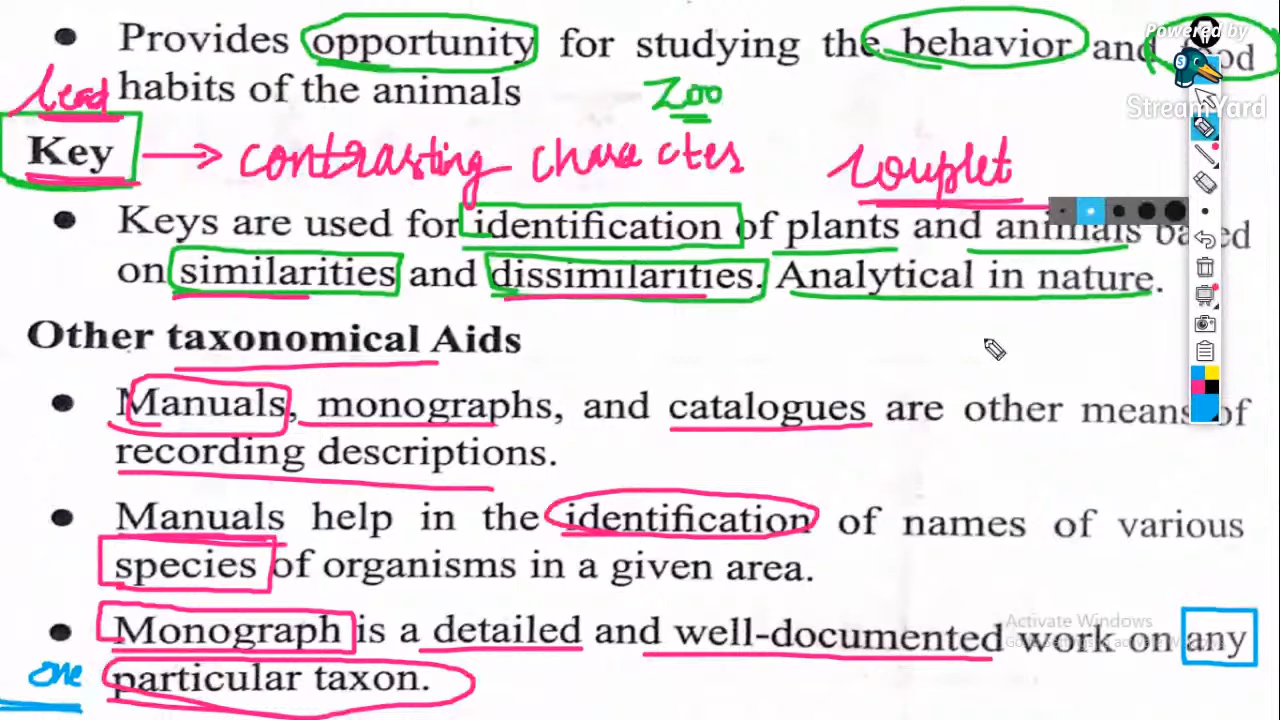 • Provides opportunity for studying the behavior and food
Powered by
StreamYard
lead habits of the animals Zoo
Key → contrasting characters couplet
• Keys are used for identification of plants and animals based
on similarities and dissimilarities. Analytical in nature.
Other taxonomical Aids
• Manuals, monographs, and catalogues are other means of
recording descriptions.
• Manuals help in the identification of names of various
species of organisms in a given area.
Activate Windows
• Monograph is a detailed and well-documented work on any
one particular taxon.